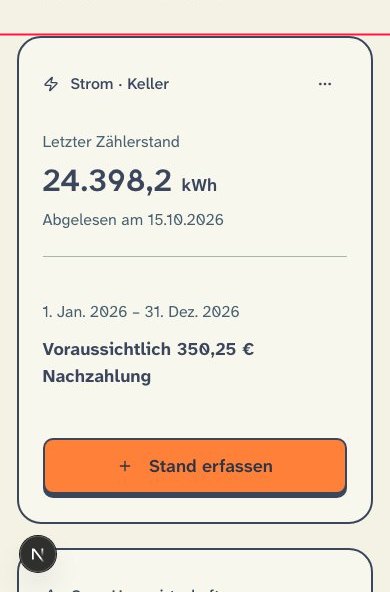 Strom · Keller
...
Letzter Zählerstand
24.398,2 kWh
Abgelesen am 15.10.2026
1. Jan. 2026 – 31. Dez. 2026
Voraussichtlich 350,25 €
Nachzahlung
+ Stand erfassen
N